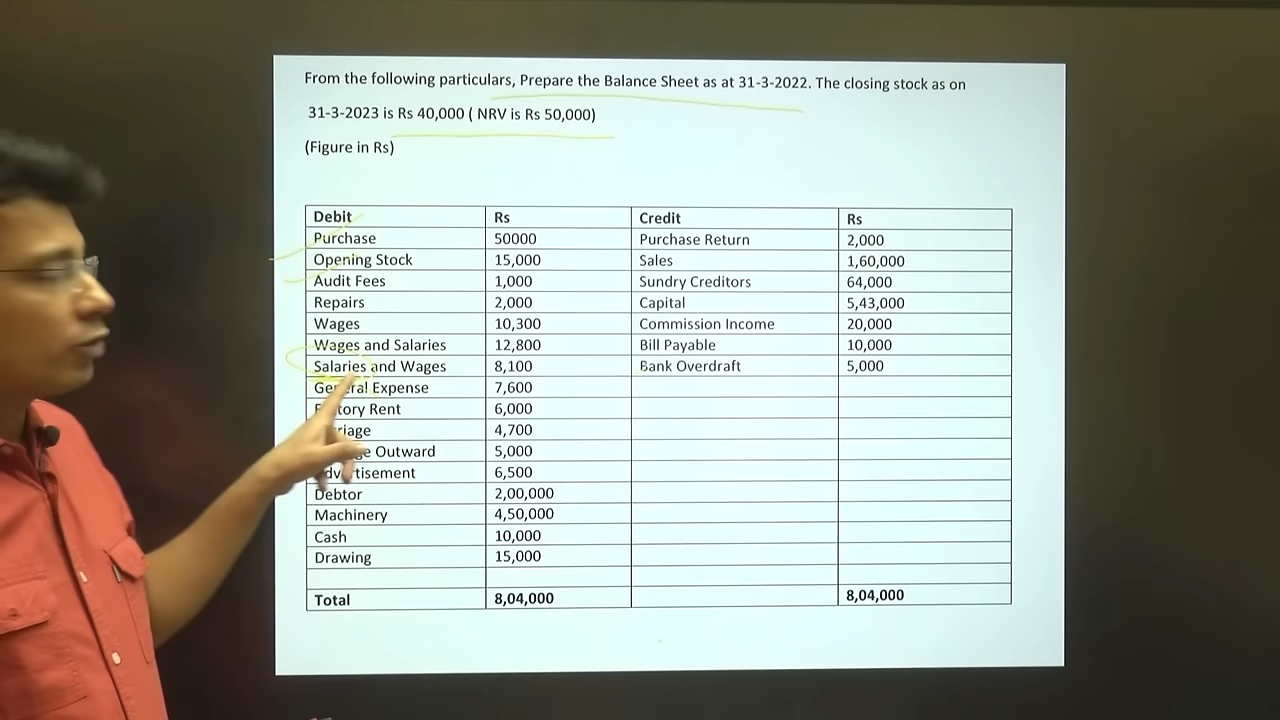 From the following particulars, Prepare the Balance Sheet as at 31-3-2022. The closing stock as on
31-3-2023 is Rs 40,000 ( NRV is Rs 50,000)
(Figure in Rs)
Debit Rs Credit Rs
Purchase 50000 Purchase Return 2,000
Opening Stock 15,000 Sales 1,60,000
Audit Fees 1,000 Sundry Creditors 64,000
Repairs 2,000 Capital 5,43,000
Wages 10,300 Commission Income 20,000
Wages and Salaries 12,800 Bill Payable 10,000
Salaries and Wages 8,100 Bank Overdraft 5,000
General Expense 7,600
Rent 6,000
4,700
Outward 5,000
Advertisement 6,500
Debtor 2,00,000
Machinery 4,50,000
Cash 10,000
Drawing 15,000
Total 8,04,000 8,04,000